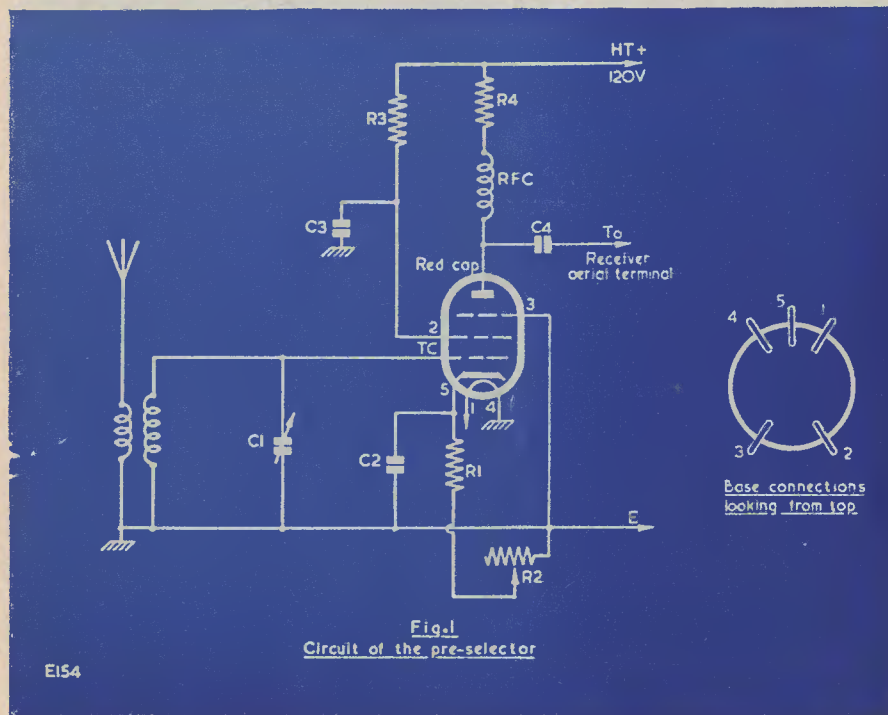 HT+
120V
R3
R4
RFC
C3
C4
To
Receiver
aerial terminal
Red cap
3
2
TC
5
1
4
C1
C2
R1
E
R2
4
5
1
3
2
Base connections
looking from top
Fig.1
Circuit of the pre-selector
E154